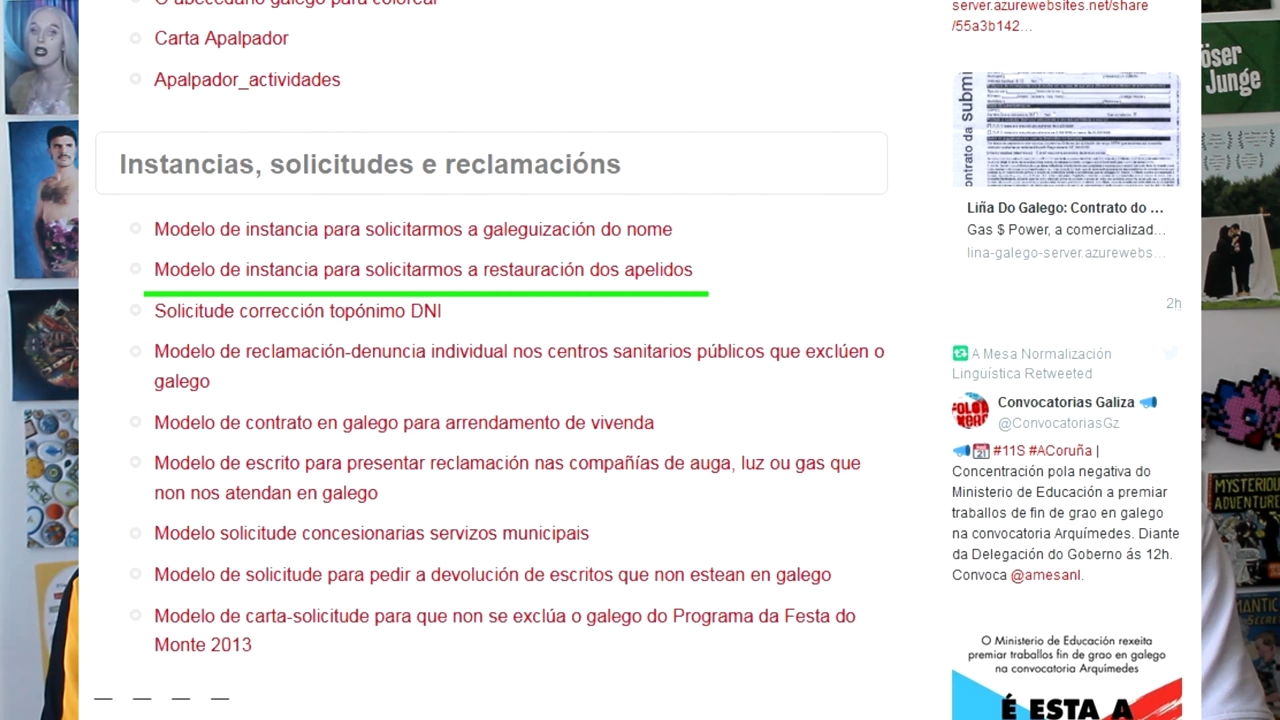 O abecedario galego para colorear
Carta Apalpador
Apalpador_actividades
Instancias, solicitudes e reclamacións
Modelo de instancia para solicitarmos a galeguización do nome
Modelo de instancia para solicitarmos a restauración dos apelidos
Solicitude corrección topónimo DNI
Modelo de reclamación-denuncia individual nos centros sanitarios públicos que exclúen o
galego
Modelo de contrato en galego para arrendamento de vivenda
Modelo de escrito para presentar reclamación nas compañías de auga, luz ou gas que
non nos atendan en galego
Modelo solicitude concesionarias servizos municipais
Modelo de solicitude para pedir a devolución de escritos que non estean en galego
Modelo de carta-solicitude para que non se exclúa o galego do Programa da Festa do
Monte 2013
server.azurewebsites.net/share
/55a3b142…
ontrato da submi
Liña Do Galego: Contrato do ...
Gas $ Power, a comercializad...
lina-galego-server.azurewebs...
2h
A Mesa Normalización
Lingüística Retweeted
Convocatorias Galiza
@ConvocatoriasGz
#11S #ACoruña |
Concentración pola negativa do
Ministerio de Educación a premiar
traballos de fin de grao en galego
na convocatoria Arquímedes. Diante
da Delegación do Goberno ás 12h.
Convoca @amesanl.
O Ministerio de Educación rexeita
premiar traballos fin de grao en galego
na convocatoria Arquímedes
É ESTA A
öser
Junge
MYSTERIOUS
ADVENTURE